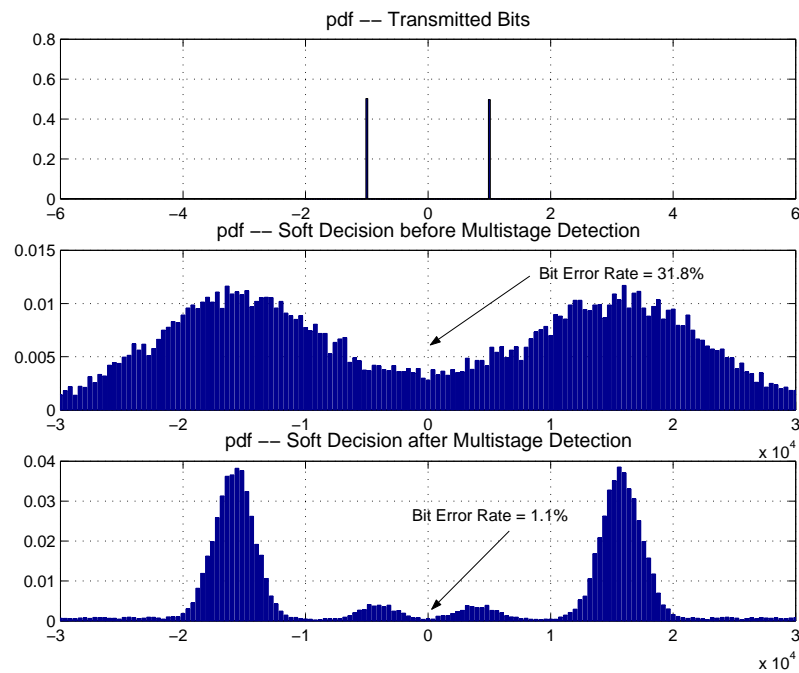 pdf −− Transmitted Bits
0.8
0.6
0.4
0.2
0
−6 −4 −2 0 2 4 6
pdf −− Soft Decision before Multistage Detection
0.015
Bit Error Rate = 31.8%
0.01
0.005
0
−3 −2 −1 0 1 2 3
x 10^4
pdf −− Soft Decision after Multistage Detection
0.04
0.03
Bit Error Rate = 1.1%
0.02
0.01
0
−3 −2 −1 0 1 2 3
x 10^4